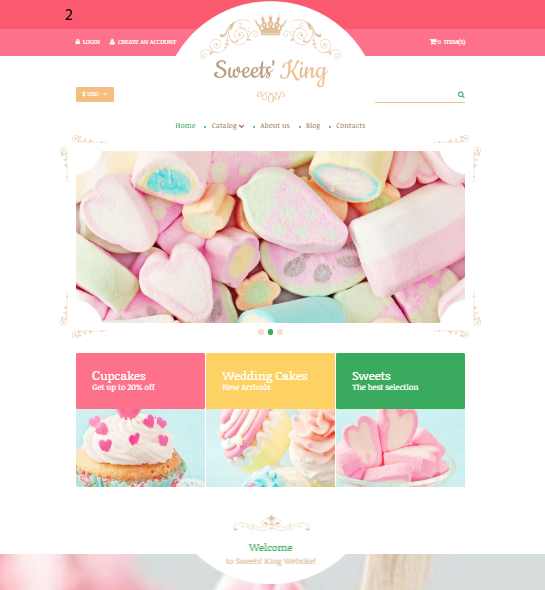 2
LOGIN
CREATE AN ACCOUNT
0 ITEM(S)
Sweets' King
$ USD
Home
Catalog
About us
Blog
Contacts
Cupcakes
Get up to 20% off
Wedding Cakes
New Arrivals
Sweets
The best selection
Welcome
to Sweets' King Website!